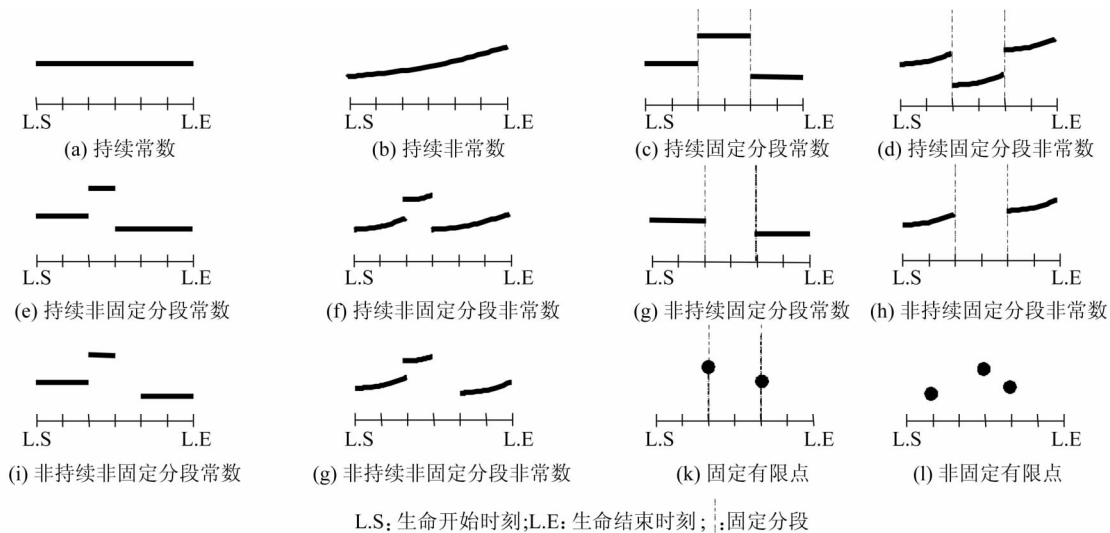 L.S L.E L.S L.E L.S L.E L.S L.E
(a) 持续常数 (b) 持续非常数 (c) 持续固定分段常数 (d) 持续固定分段非常数
L.S L.E L.S L.E L.S L.E L.S L.E
(e) 持续非固定分段常数 (f) 持续非固定分段非常数 (g) 非持续固定分段常数 (h) 非持续固定分段非常数
L.S L.E L.S L.E L.S L.E L.S L.E
(i) 非持续非固定分段常数 (g) 非持续非固定分段非常数 (k) 固定有限点 (l) 非固定有限点
L.S: 生命开始时刻;L.E: 生命结束时刻; ¦:固定分段